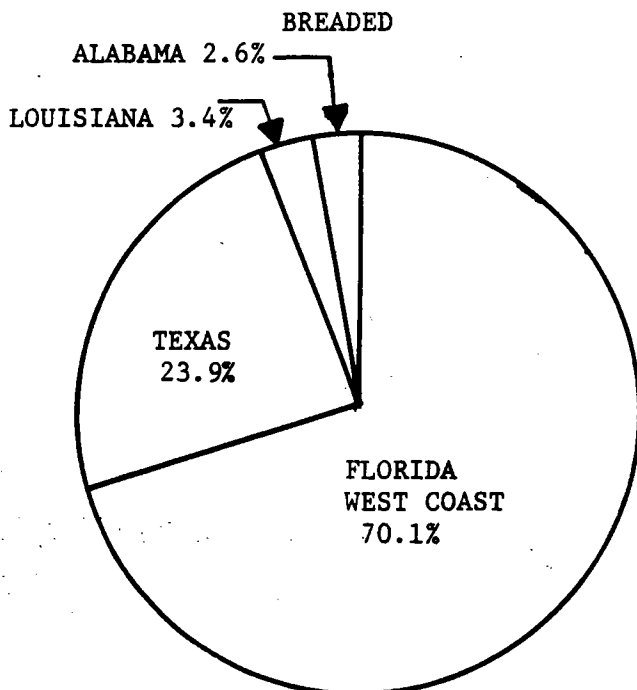 BREADED
ALABAMA 2.6%
LOUISIANA 3.4%
TEXAS
23.9%
FLORIDA
WEST COAST
70.1%